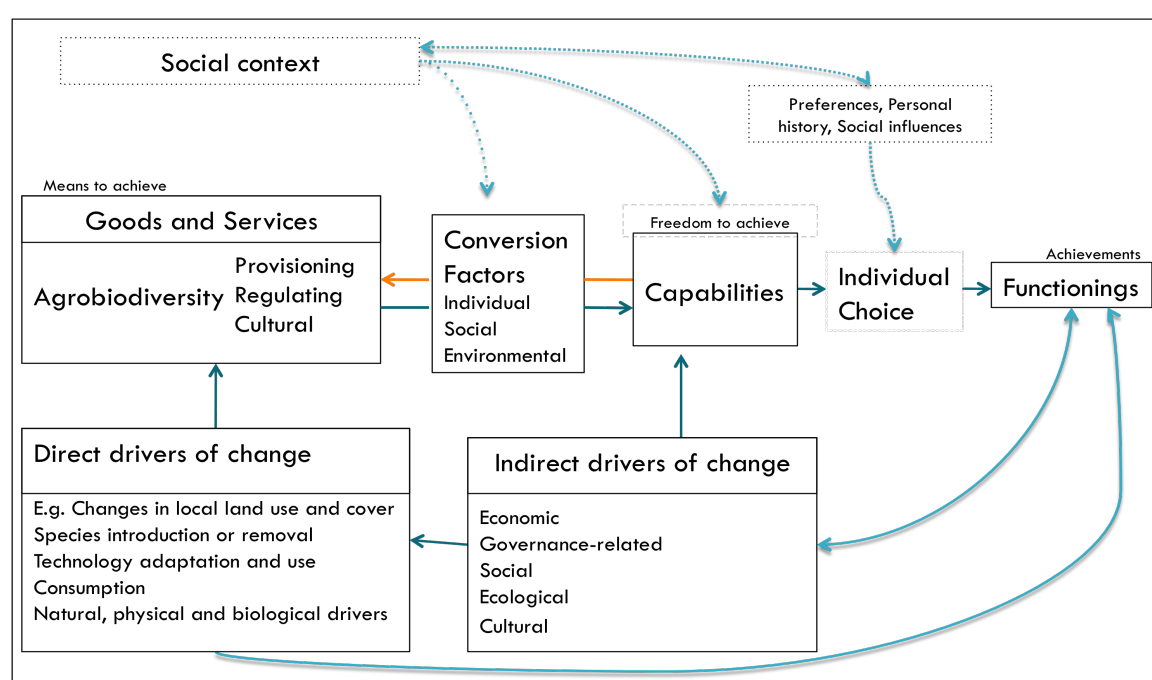 Social context
Preferences, Personal
history, Social influences
Means to achieve
Goods and Services
Agrobiodiversity
Provisioning
Regulating
Cultural
Conversion
Factors
Individual
Social
Environmental
Freedom to achieve
Capabilities
Individual
Choice
Achievements
Functionings
Direct drivers of change
E.g. Changes in local land use and cover
Species introduction or removal
Technology adaptation and use
Consumption
Natural, physical and biological drivers
Indirect drivers of change
Economic
Governance-related
Social
Ecological
Cultural